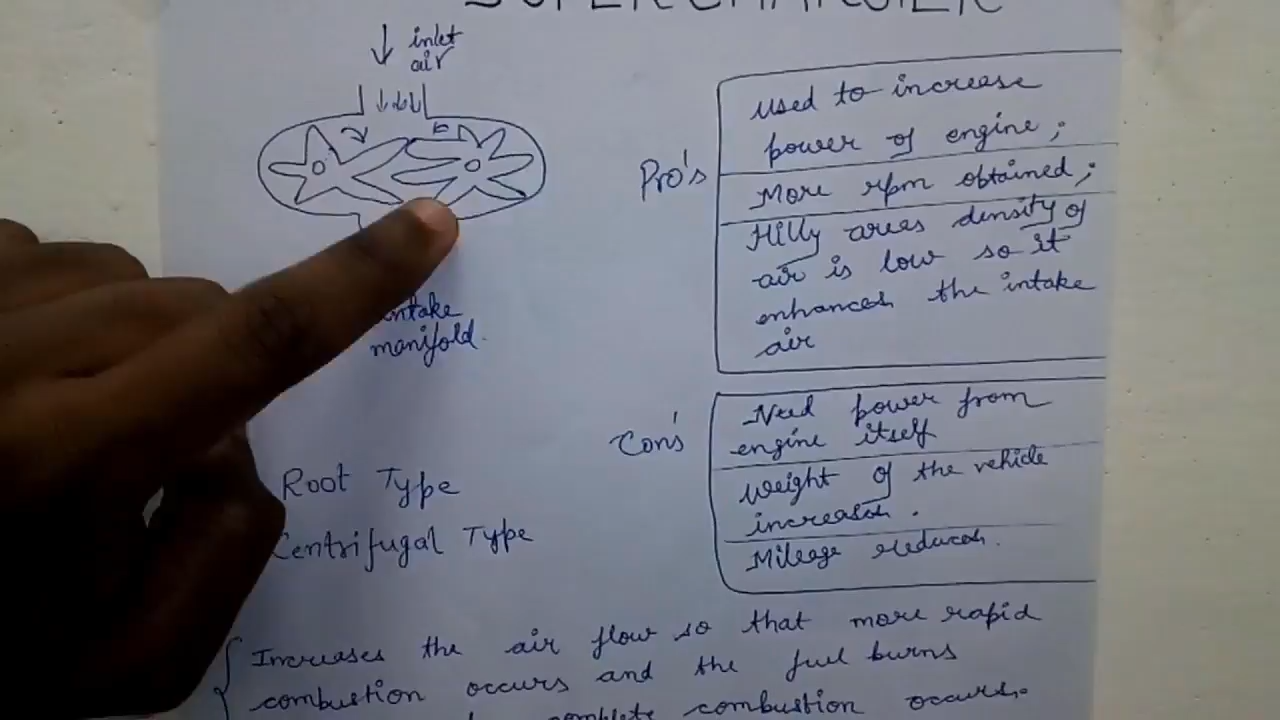 SUPERCHARGER
inlet
air
Pro's
used to increase
power of engine;
More rpm obtained;
Hilly areas density of
air is low so it
enhances the intake
air
intake
manifold.
Con's
Need power from
engine itself
Weight of the vehicle
increases.
Mileage reduces.
Root Type
Centrifugal Type
Increases the air flow so that more rapid
combustion occurs and the fuel burns
complete combustion occurs.